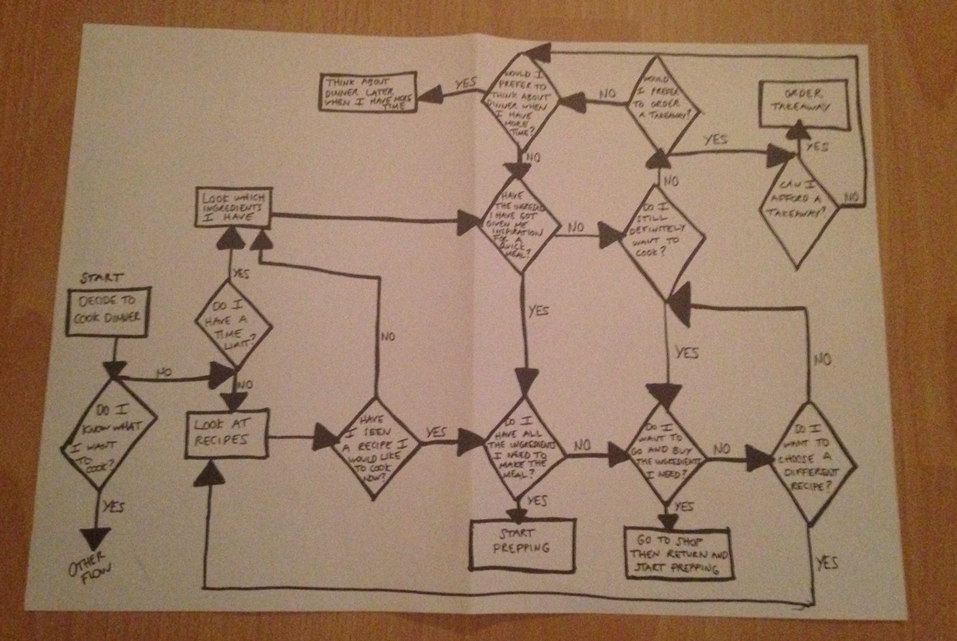 THINK ABOUT
DINNER LATER
WHEN I HAVE MORE
TIME
YES
WOULD I
PREFER TO
THINK ABOUT
DINNER WHEN
I HAVE
MORE
TIME?
NO
WOULD
I PREFER
TO ORDER
A TAKEAWAY?
ORDER
TAKEAWAY
YES
YES
CAN I
AFFORD A
TAKEAWAY?
NO
NO
NO
LOOK WHICH
INGREDIENTS
I HAVE
HAVE
THE INGREDI
I HAVE GOT
GIVEN ME
INSPIRATION
FOR A
QUICK
MEAL?
NO
DO I
STILL
DEFINITELY
WANT TO
COOK?
START
DECIDE TO
COOK DINNER
YES
DO I
HAVE A
TIME
LIMIT?
NO
NO
NO
YES
YES
NO
DO I
KNOW WHAT
I WANT
TO
COOK?
YES
OTHER
FLOW
LOOK AT
RECIPES
HAVE
I SEEN
A RECIPE I
WOULD LIKE
TO COOK
NOW?
YES
DO I
HAVE ALL
THE INGREDIENTS
I NEED TO
MAKE THE
MEAL?
NO
DO I
WANT TO
GO AND BUY
THE INGREDIENTS
I NEED?
NO
DO I
WANT TO
CHOOSE A
DIFFERENT
RECIPE?
YES
START
PREPPING
YES
GO TO SHOP
THEN RETURN AND
START PREPPING
YES